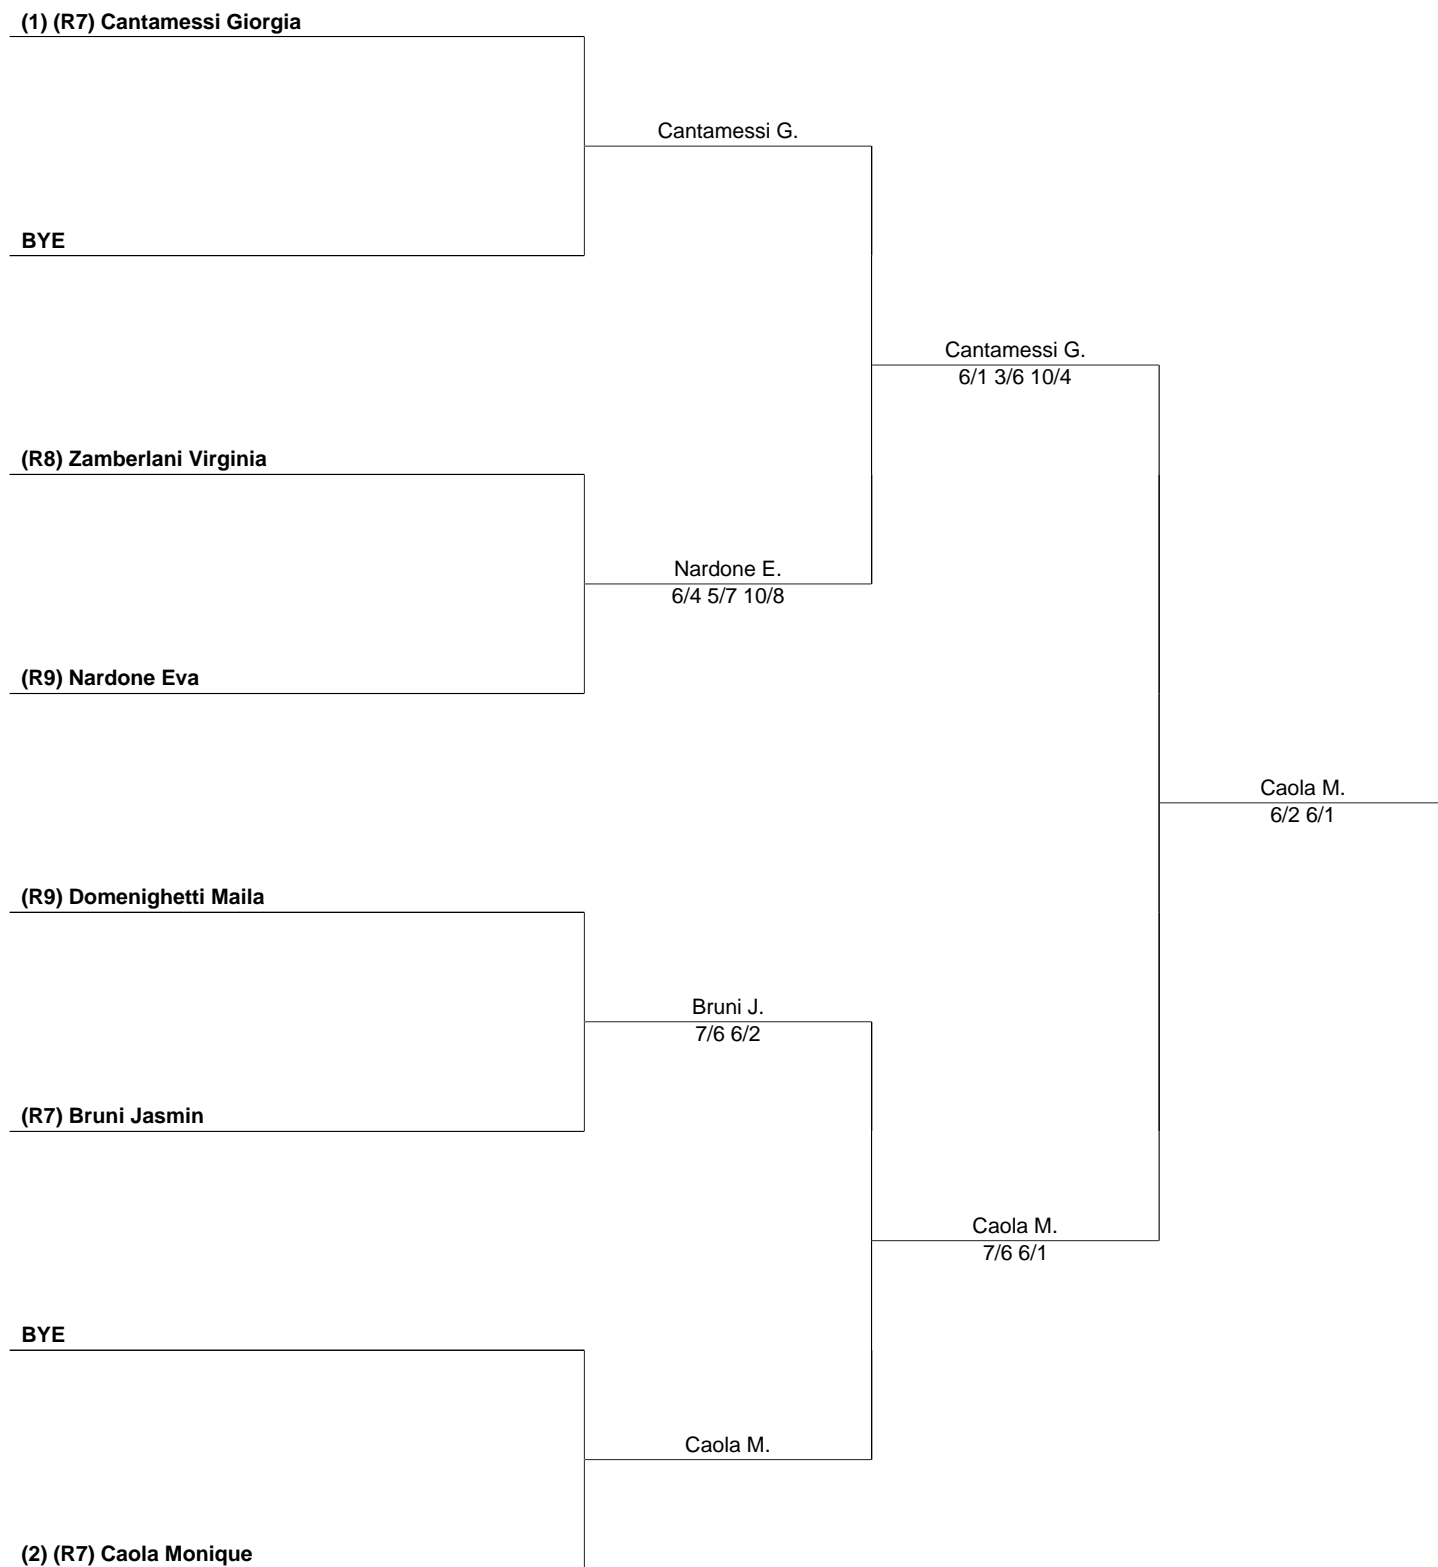 (1) (R7) Cantamessi Giorgia
Cantamessi G.
BYE
Cantamessi G.
6/1 3/6 10/4
(R8) Zamberlani Virginia
Nardone E.
6/4 5/7 10/8
(R9) Nardone Eva
Caola M.
6/2 6/1
(R9) Domenighetti Maila
Bruni J.
7/6 6/2
(R7) Bruni Jasmin
Caola M.
7/6 6/1
BYE
Caola M.
(2) (R7) Caola Monique